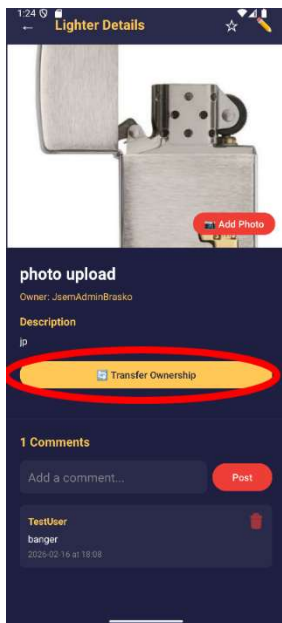 1:24
Lighter Details
Add Photo
photo upload
Owner: JsemAdminBrasko
Description
jp
Transfer Ownership
1 Comments
Add a comment...
Post
TestUser
banger
2026-02-16 at 18:08